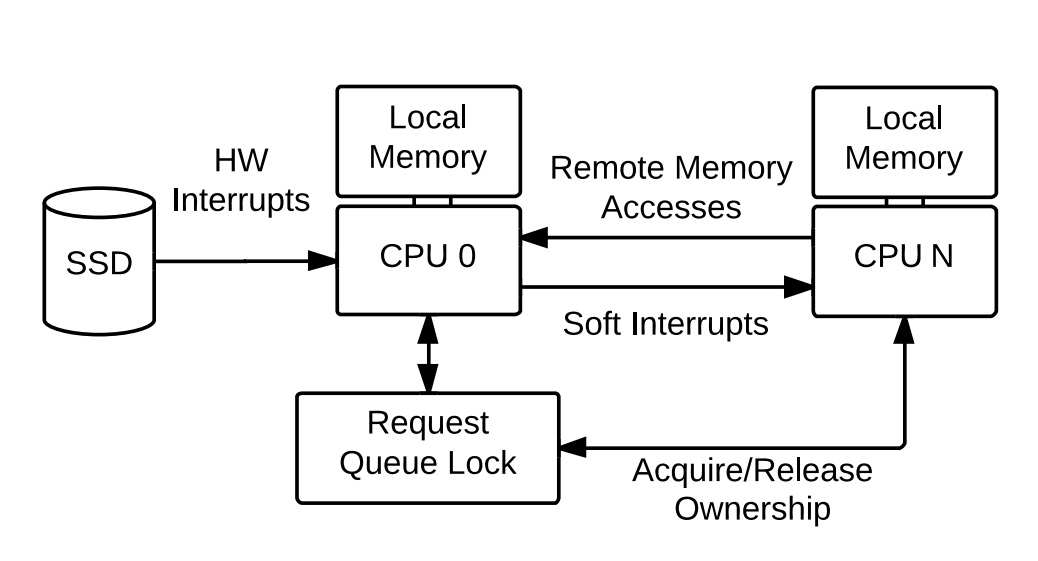 Local
Memory
Local
Memory
HW
Interrupts
Remote Memory
Accesses
SSD
CPU 0
CPU N
Soft Interrupts
Request
Queue Lock
Acquire/Release
Ownership